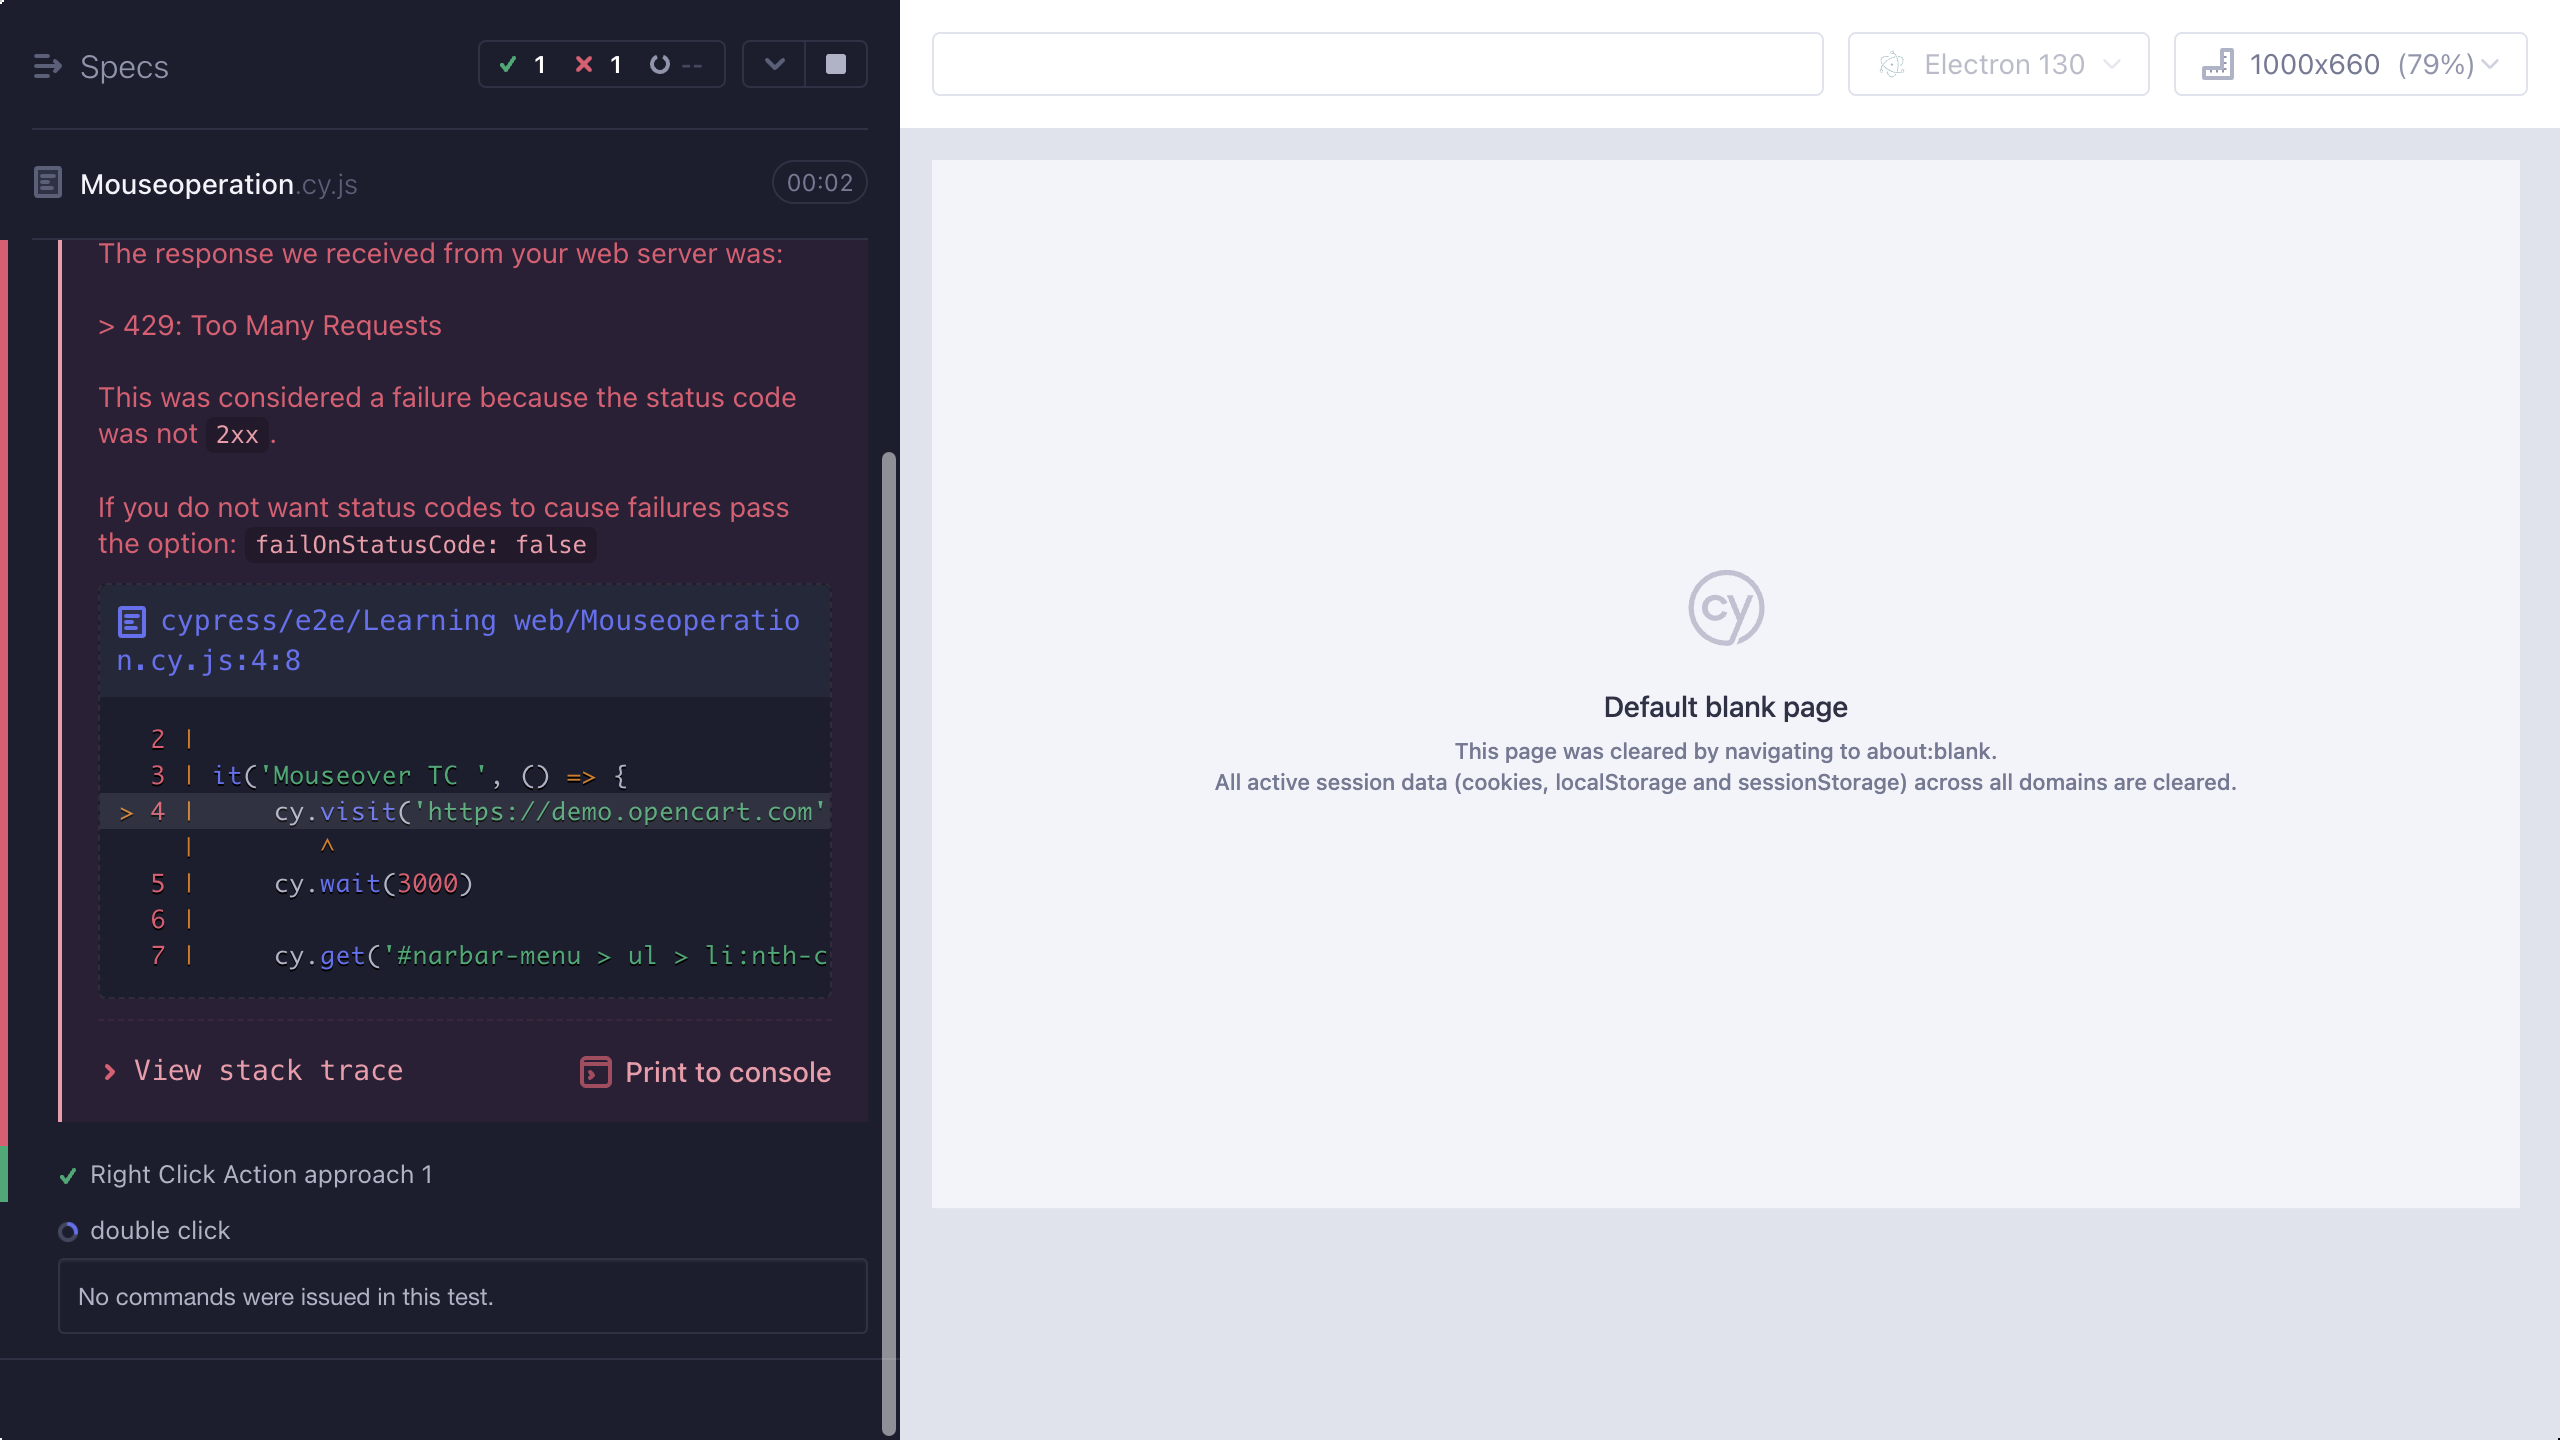 Specs
1 1 --
Mouseoperation.cy.js
00:02
The response we received from your web server was:
> 429: Too Many Requests
This was considered a failure because the status code
was not 2xx .
If you do not want status codes to cause failures pass
the option: failOnStatusCode: false
cypress/e2e/Learning web/Mouseoperatio
n.cy.js:4:8
2 |
3 | it('Mouseover TC ', () => {
> 4 | cy.visit('https://demo.opencart.com'
| ^
5 | cy.wait(3000)
6 |
7 | cy.get('#narbar-menu > ul > li:nth-c
View stack trace
Print to console
Right Click Action approach 1
double click
No commands were issued in this test.
Electron 130
1000x660 (79%)
cy
Default blank page
This page was cleared by navigating to about:blank.
All active session data (cookies, localStorage and sessionStorage) across all domains are cleared.